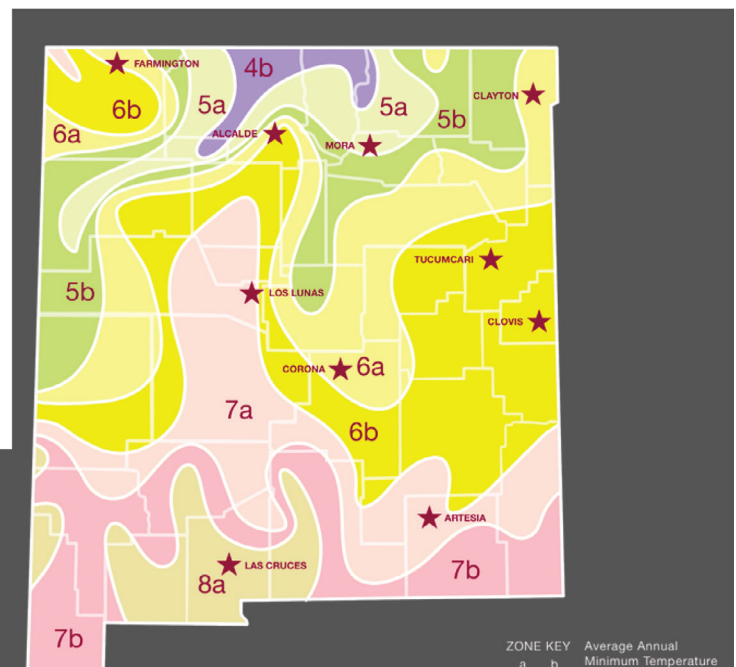 FARMINGTON
4b
6b
5a
5a
CLAYTON
5b
6a
ALCALDE
MORA
TUCUMCARI
5b
LOS LUNAS
CLOVIS
CORONA
6a
7a
6b
ARTESIA
LAS CRUCES
8a
7b
7b
ZONE KEY Average Annual
a b Minimum Temperature